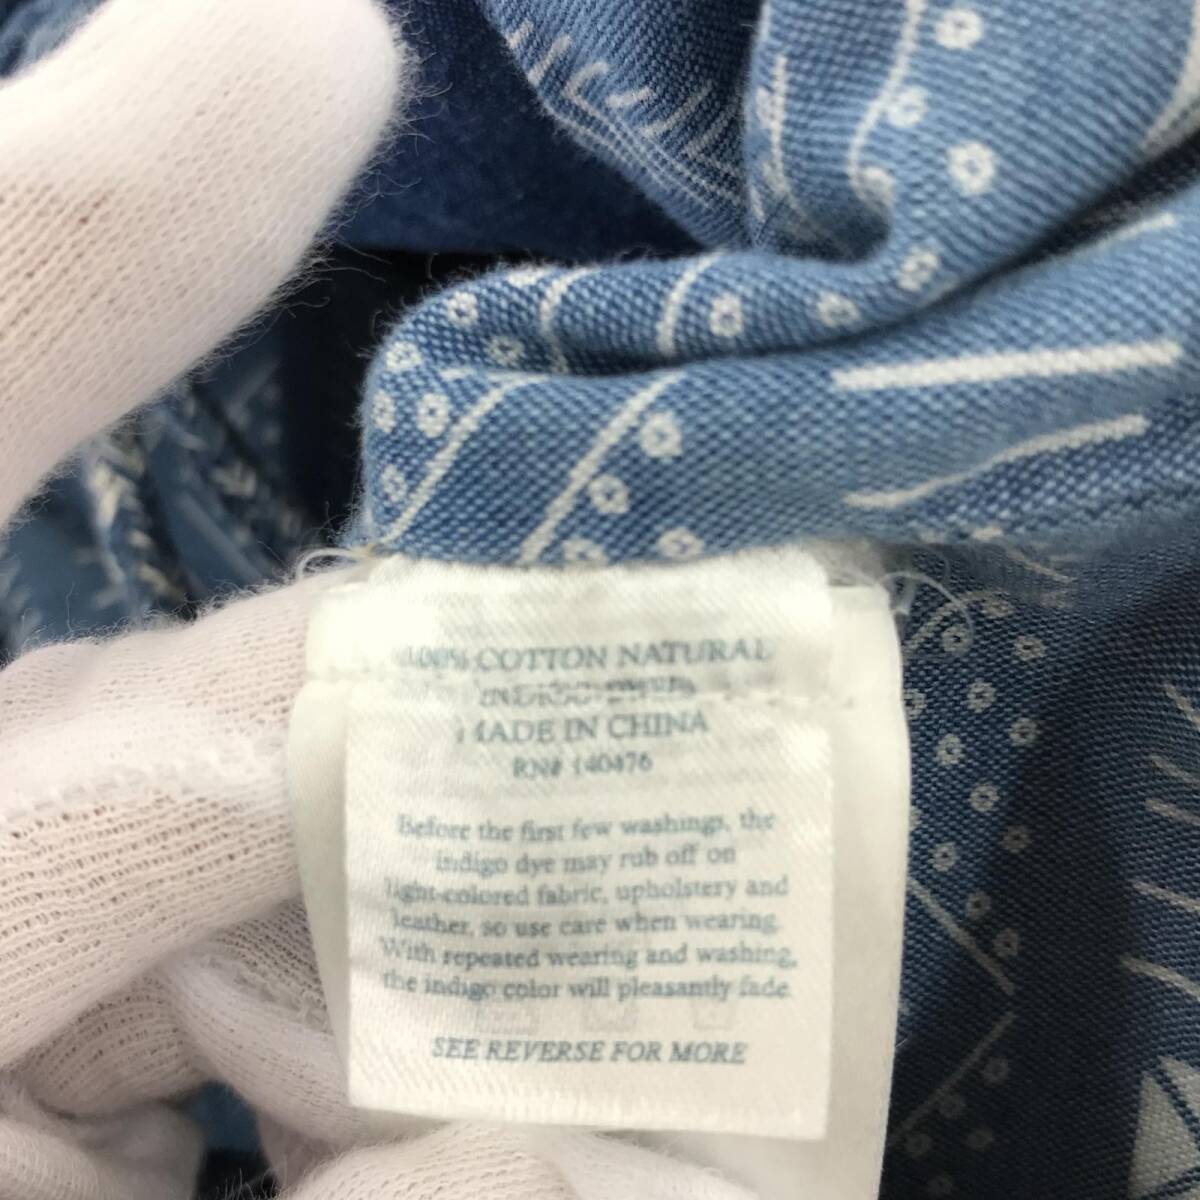 100% COTTON NATURAL
INDIGO DYED
MADE IN CHINA
RN# 140476
Before the first few washings, the
indigo dye may rub off on
light-colored fabric, upholstery and
leather, so use care when wearing.
With repeated wearing and washing,
the indigo color will pleasantly fade.
SEE REVERSE FOR MORE